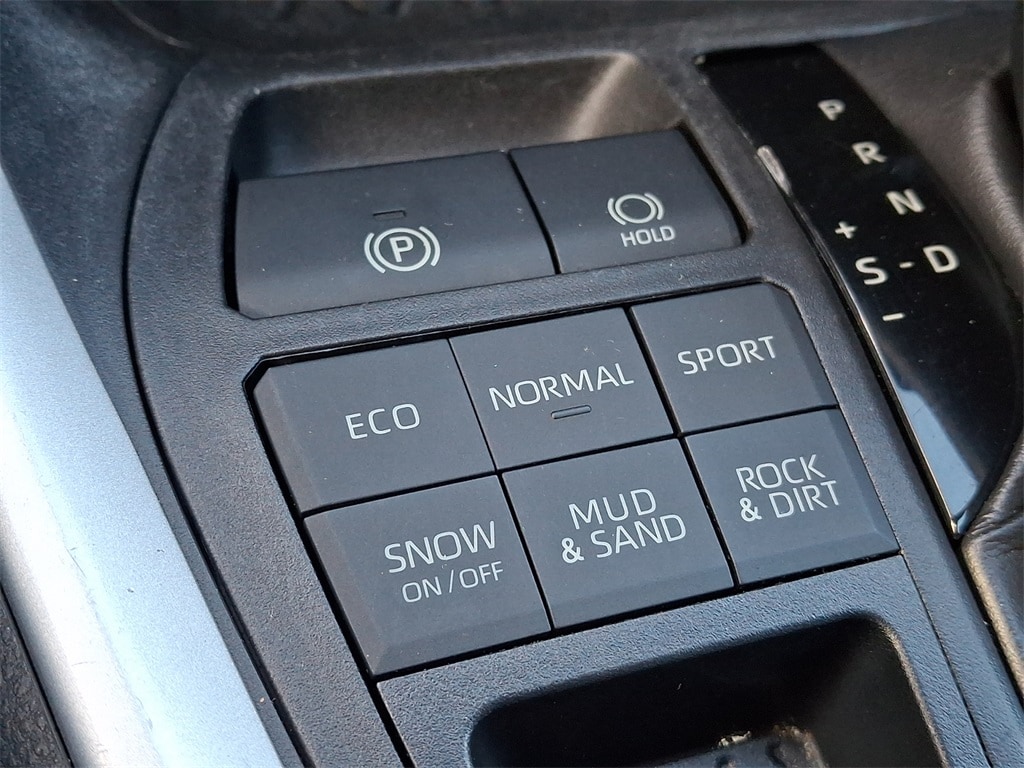 P
HOLD
P
R
N
+
S - D
-
ECO
NORMAL
SPORT
SNOW
ON / OFF
MUD
& SAND
ROCK
& DIRT